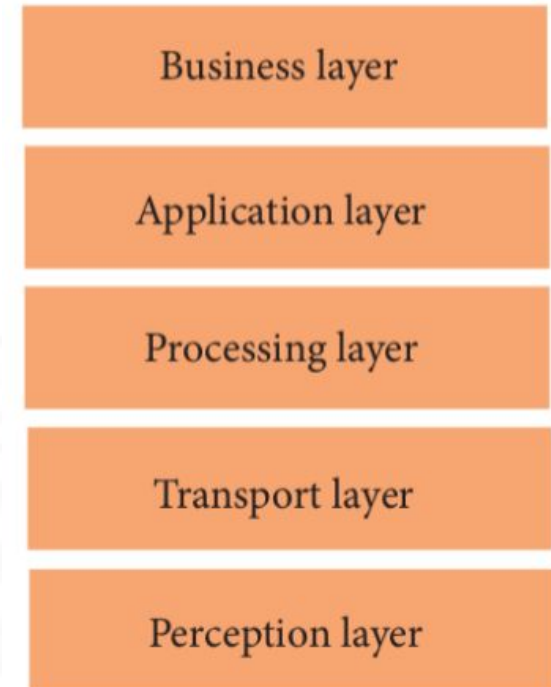 Business layer
Application layer
Processing layer
Transport layer
Perception layer